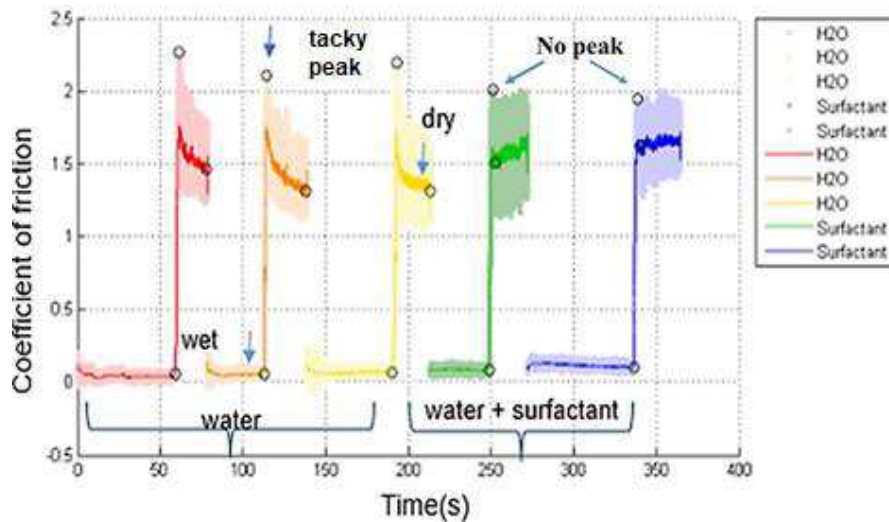 2.5
2
1.5
1
0.5
0
-0.5
0
50
100
150
200
250
300
350
400
Coefficient of friction
Time(s)
tacky
peak
No peak
dry
wet
water
water + surfactant
H2O
H2O
H2O
Surfactant
Surfactant
H2O
H2O
H2O
Surfactant
Surfactant